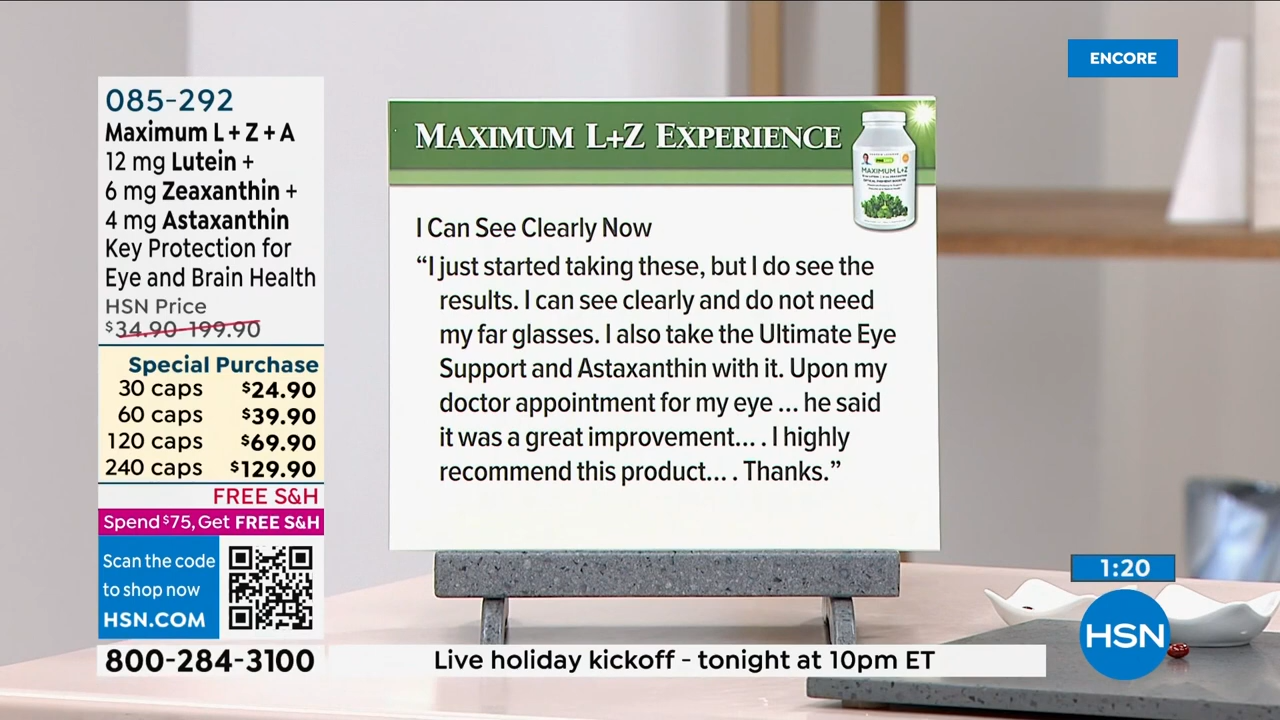 ENCORE
085-292
Maximum L + Z + A
12 mg Lutein +
6 mg Zeaxanthin +
4 mg Astaxanthin
Key Protection for
Eye and Brain Health
HSN Price
$34.90-199.90
Special Purchase
30 caps $24.90
60 caps $39.90
120 caps $69.90
240 caps $129.90
FREE S&H
Spend $75, Get FREE S&H
Scan the code
to shop now
HSN.COM
800-284-3100
MAXIMUM L+Z EXPERIENCE
MAXIMUM L+Z
I Can See Clearly Now
“I just started taking these, but I do see the
results. I can see clearly and do not need
my far glasses. I also take the Ultimate Eye
Support and Astaxanthin with it. Upon my
doctor appointment for my eye ... he said
it was a great improvement... . I highly
recommend this product... . Thanks.”
1:20
HSN
Live holiday kickoff - tonight at 10pm ET